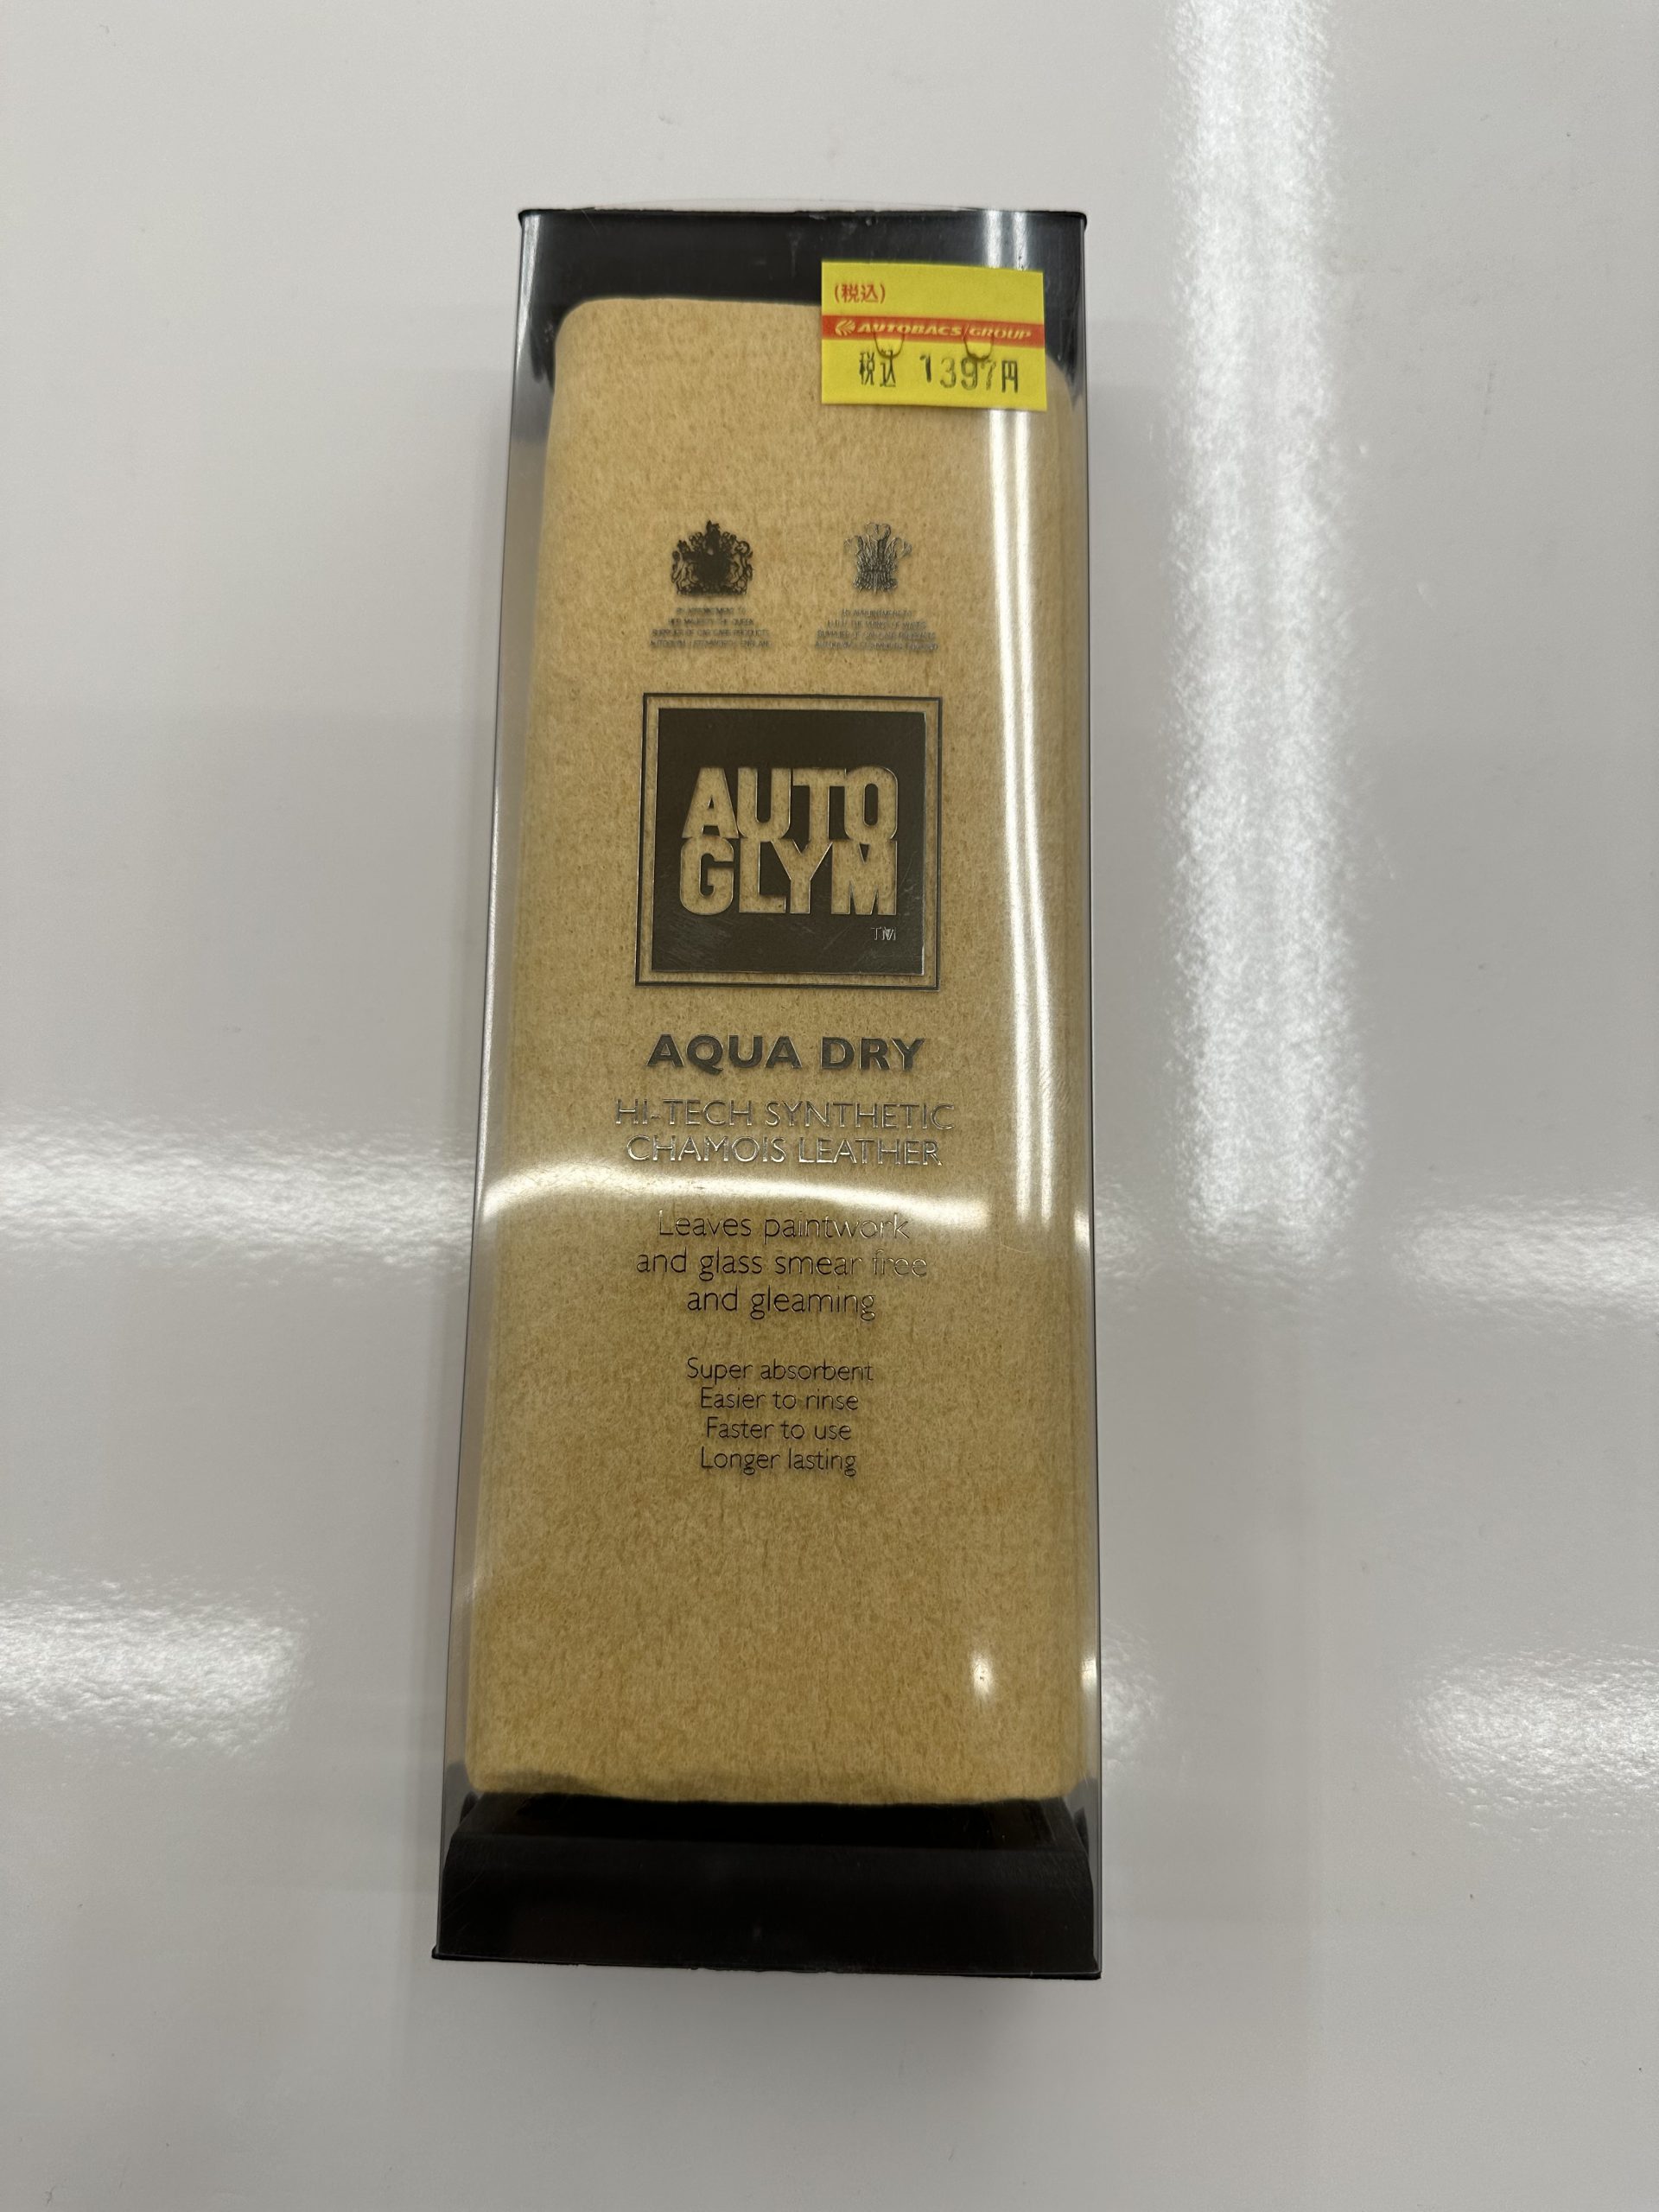 (税込)
AUTOBACS GROUP
税込 1397円
AUTO
GLYM
TM
AQUA DRY
HI-TECH SYNTHETIC
CHAMOIS LEATHER
Leaves paintwork
and glass smear free
and gleaming
Super absorbent
Easier to rinse
Faster to use
Longer lasting